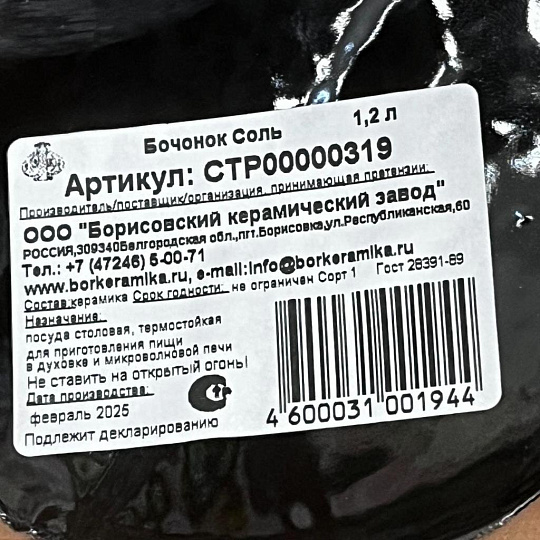 Бочонок Соль 1,2 л
Артикул: СТР00000319
Производитель/поставщик/организация, принимающая претензии:
ООО "Борисовский керамический завод"
РОССИЯ,309340Белгородская обл.,пгт.Борисовка,ул.Республиканская,60
Тел.: +7 (47246) 5-00-71
www.borkeramika.ru, e-mail:info@borkeramika.ru
Состав:керамика Срок годности: не ограничен Сорт 1 Гост 28391-89
Назначение:
посуда столовая, термостойкая
для приготовления пищи
в духовке и микроволновой печи
Не ставить на открытый огонь!
Дата производства:
февраль 2025
Подлежит декларированию
4 600031 001944